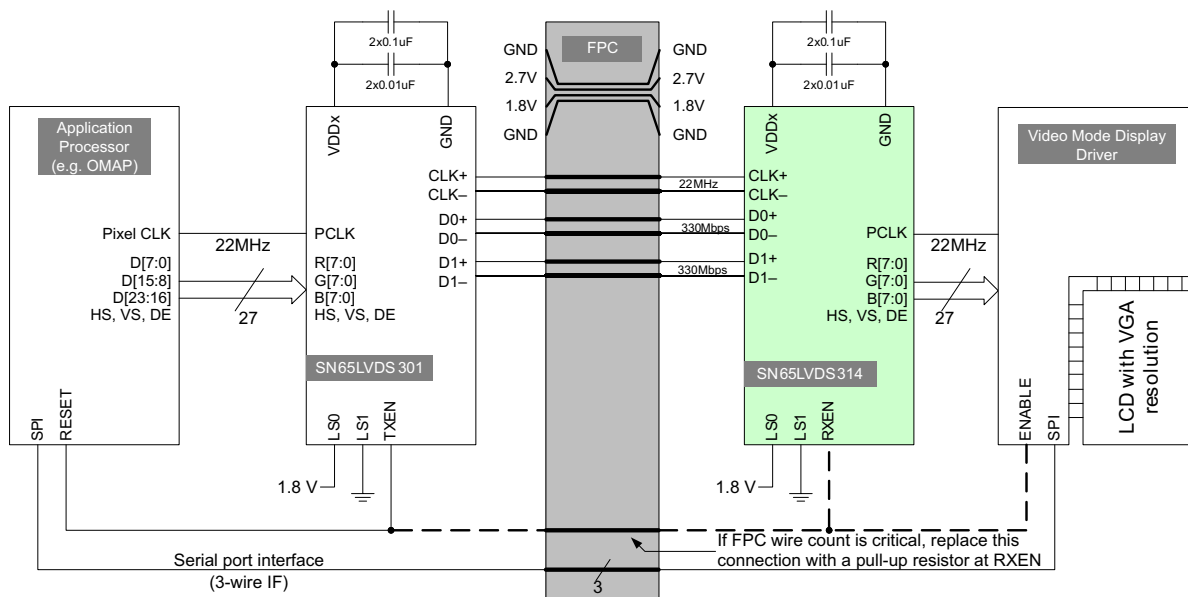 2x0.1uF
2x0.01uF
FPC
GND
2.7V
1.8V
GND
GND
2.7V
1.8V
GND
2x0.1uF
2x0.01uF
Application
Processor
(e.g. OMAP)
Pixel CLK
D[7:0]
D[15:8]
D[23:16]
HS, VS, DE
SPI
RESET
22MHz
27
VDDx
GND
CLK+
CLK–
D0+
D0–
D1+
D1–
PCLK
R[7:0]
G[7:0]
B[7:0]
HS, VS, DE
SN65LVDS301
LS0
LS1
TXEN
1.8 V
22MHz
330Mbps
330Mbps
VDDx
GND
CLK+
CLK–
D0+
D0–
D1+
D1–
PCLK
R[7:0]
G[7:0]
B[7:0]
HS, VS, DE
SN65LVDS314
LS0
LS1
RXEN
1.8 V
22MHz
27
Video Mode Display
Driver
ENABLE
SPI
LCD with VGA
resolution
If FPC wire count is critical, replace this
connection with a pull-up resistor at RXEN
Serial port interface
(3-wire IF)
3